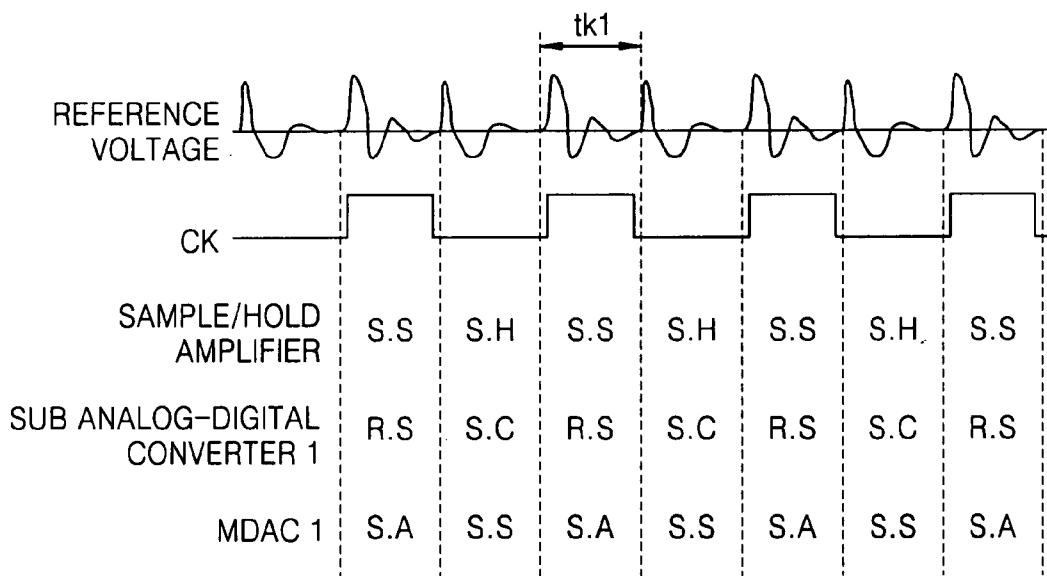 tk1
REFERENCE
VOLTAGE
CK
SAMPLE/HOLD
AMPLIFIER
S.S S.H S.S S.H S.S S.H S.S
SUB ANALOG-DIGITAL
CONVERTER 1
R.S S.C R.S S.C R.S S.C R.S
MDAC 1 S.A S.S S.A S.S S.A S.S S.A